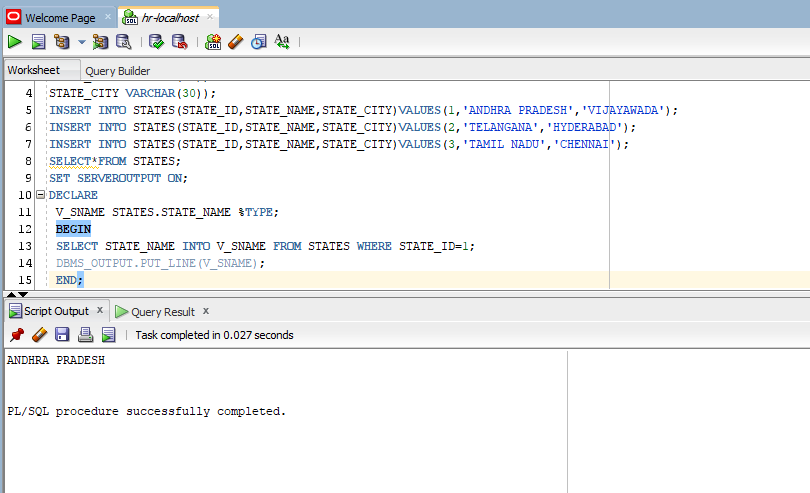 Welcome Page × hr-localhost ×
SQL SQL Aa
Worksheet Query Builder
4 STATE_CITY VARCHAR(30));
5 INSERT INTO STATES(STATE_ID,STATE_NAME,STATE_CITY)VALUES(1,'ANDHRA PRADESH','VIJAYAWADA');
6 INSERT INTO STATES(STATE_ID,STATE_NAME,STATE_CITY)VALUES(2,'TELANGANA','HYDERABAD');
7 INSERT INTO STATES(STATE_ID,STATE_NAME,STATE_CITY)VALUES(3,'TAMIL NADU','CHENNAI');
8 SELECT*FROM STATES;
9 SET SERVEROUTPUT ON;
10 DECLARE
11 V_SNAME STATES.STATE_NAME %TYPE;
12 BEGIN
13 SELECT STATE_NAME INTO V_SNAME FROM STATES WHERE STATE_ID=1;
14 DBMS_OUTPUT.PUT_LINE(V_SNAME);
15 END;
Script Output x Query Result x
Task completed in 0.027 seconds
ANDHRA PRADESH
PL/SQL procedure successfully completed.